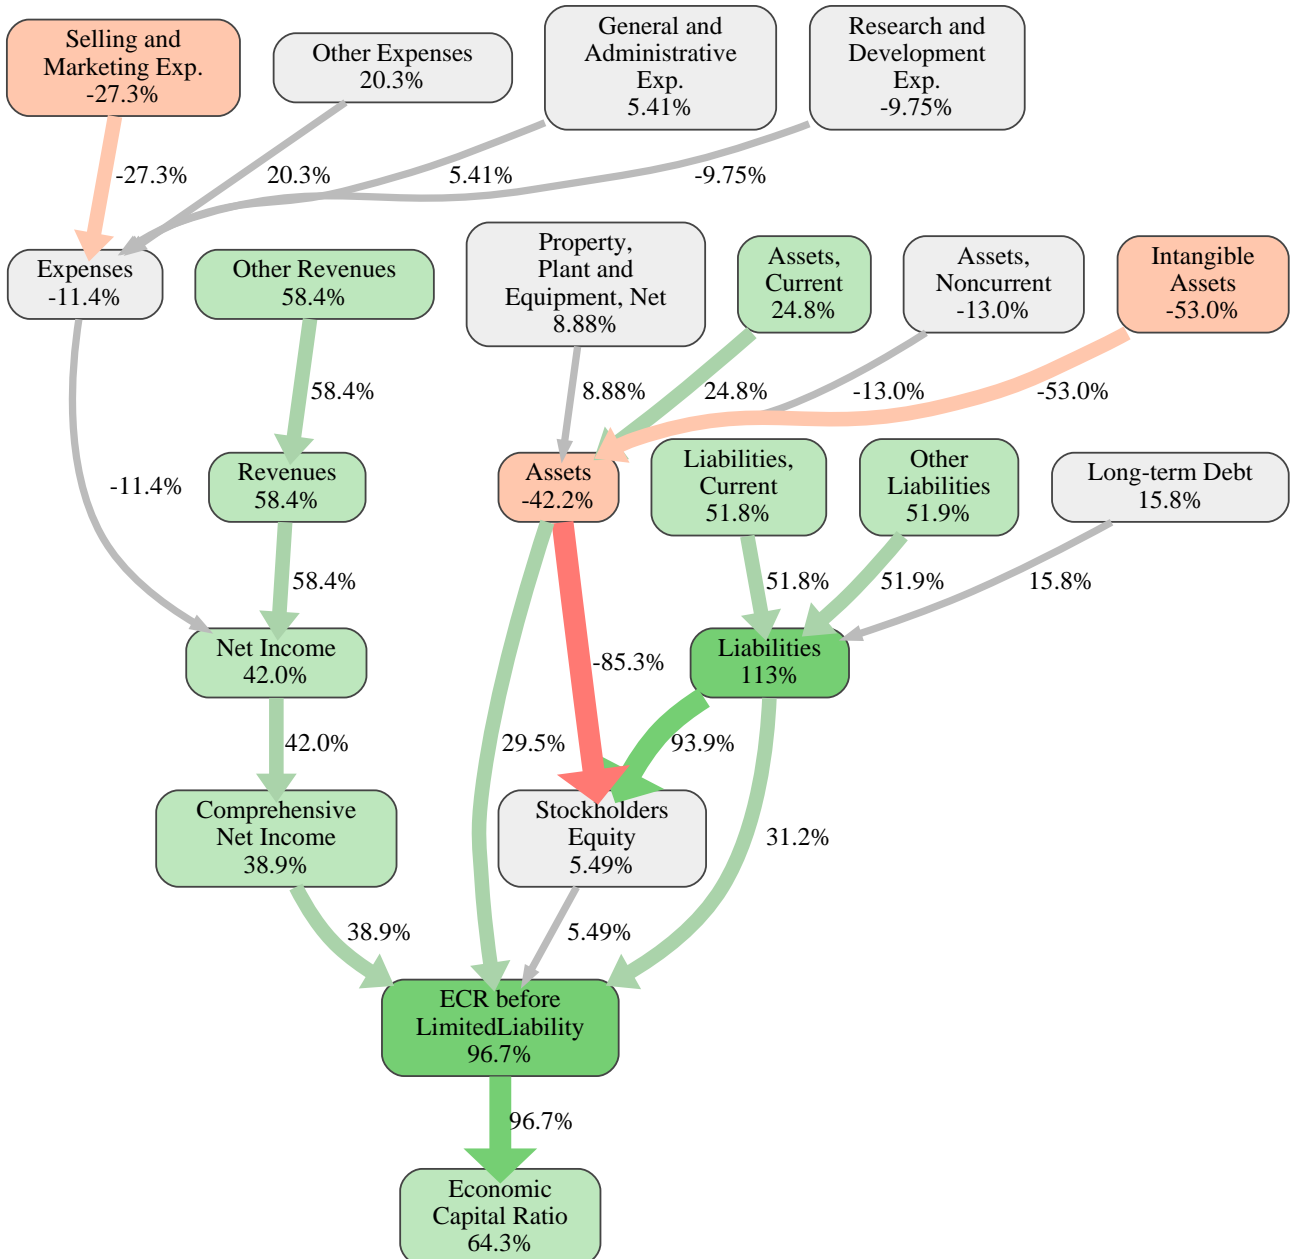 Selling and
Marketing Exp.
-27.3%
Other Expenses
20.3%
General and
Administrative
Exp.
5.41%
Research and
Development
Exp.
-9.75%
-27.3%
20.3%
5.41%
-9.75%
Expenses
-11.4%
Other Revenues
58.4%
Property,
Plant and
Equipment, Net
8.88%
Assets,
Current
24.8%
Assets,
Noncurrent
-13.0%
Intangible
Assets
-53.0%
58.4%
8.88%
24.8%
-13.0%
-53.0%
-11.4%
Revenues
58.4%
Assets
-42.2%
Liabilities,
Current
51.8%
Other
Liabilities
51.9%
Long-term Debt
15.8%
58.4%
51.8%
51.9%
15.8%
Net Income
42.0%
-85.3%
Liabilities
113%
42.0%
29.5%
93.9%
Comprehensive
Net Income
38.9%
Stockholders
Equity
5.49%
31.2%
38.9%
5.49%
ECR before
LimitedLiability
96.7%
96.7%
Economic
Capital Ratio
64.3%